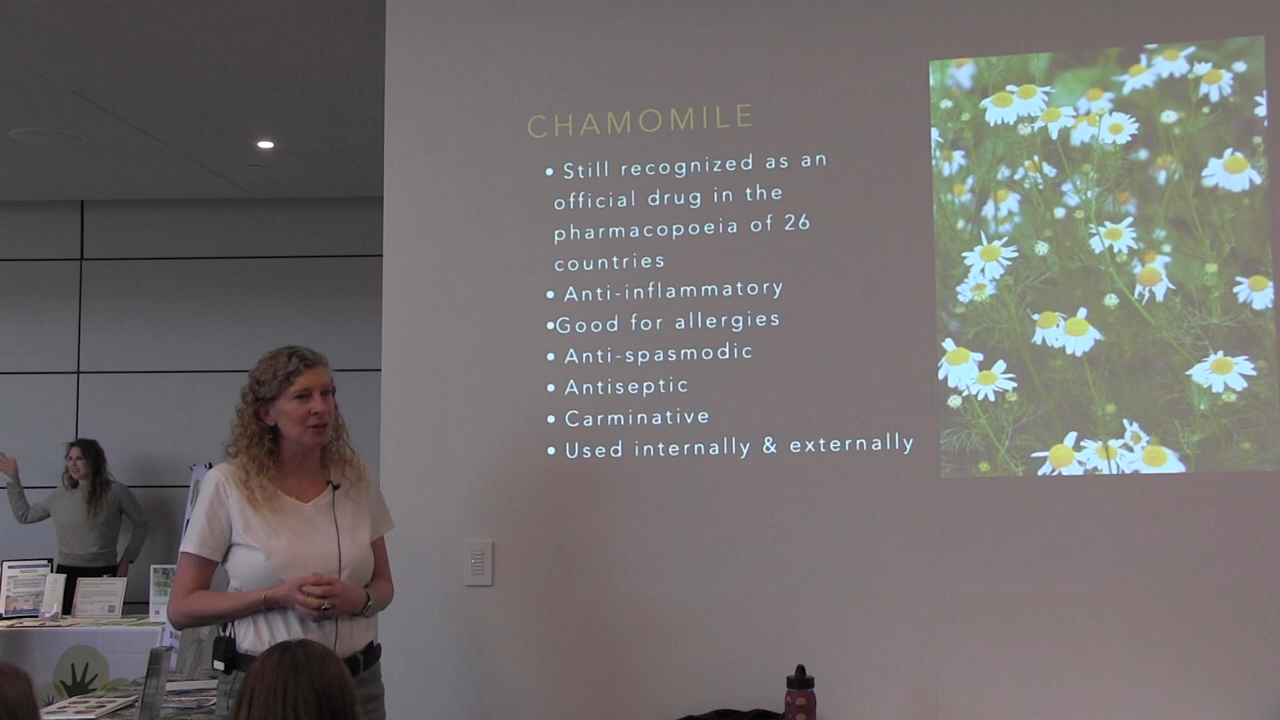 CHAMOMILE
• Still recognized as an
official drug in the
pharmacopoeia of 26
countries
• Anti-inflammatory
•Good for allergies
• Anti-spasmodic
• Antiseptic
• Carminative
• Used internally & externally